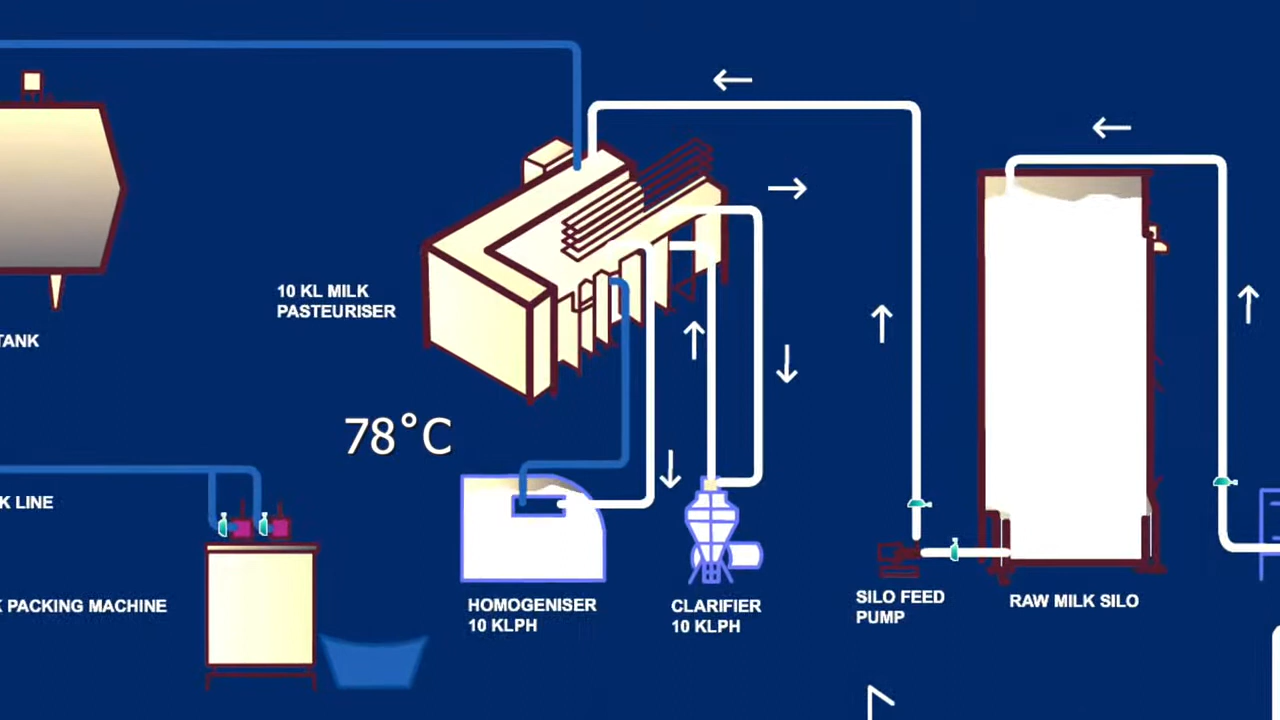 10 KL MILK
PASTEURISER
TANK
78°C
K LINE
K PACKING MACHINE
HOMOGENISER
10 KLPH
CLARIFIER
10 KLPH
SILO FEED
PUMP
RAW MILK SILO